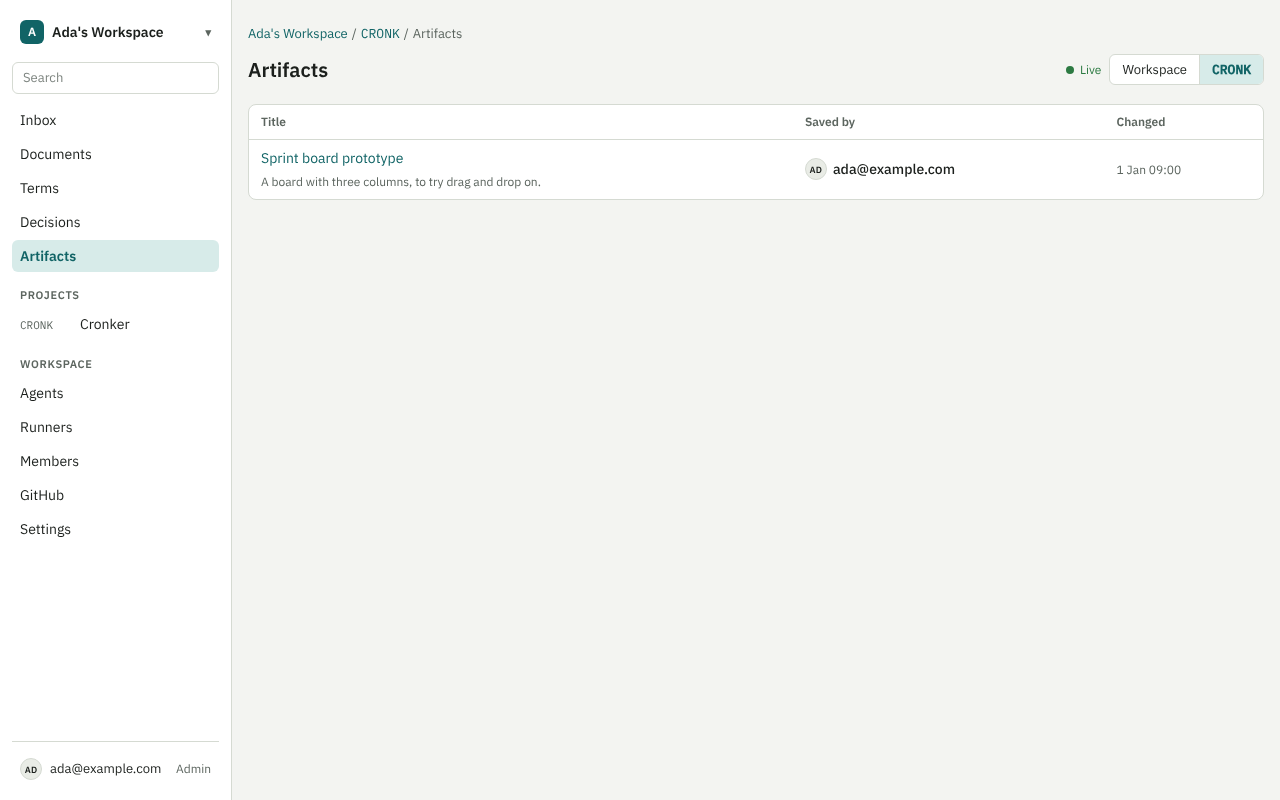 A Ada's Workspace ▾
Search
Inbox
Documents
Terms
Decisions
Artifacts
PROJECTS
CRONK Cronker
WORKSPACE
Agents
Runners
Members
GitHub
Settings
AD ada@example.com Admin
Ada's Workspace / CRONK / Artifacts
Artifacts
Live Workspace CRONK
Title Saved by Changed
Sprint board prototype
A board with three columns, to try drag and drop on.
AD ada@example.com
1 Jan 09:00